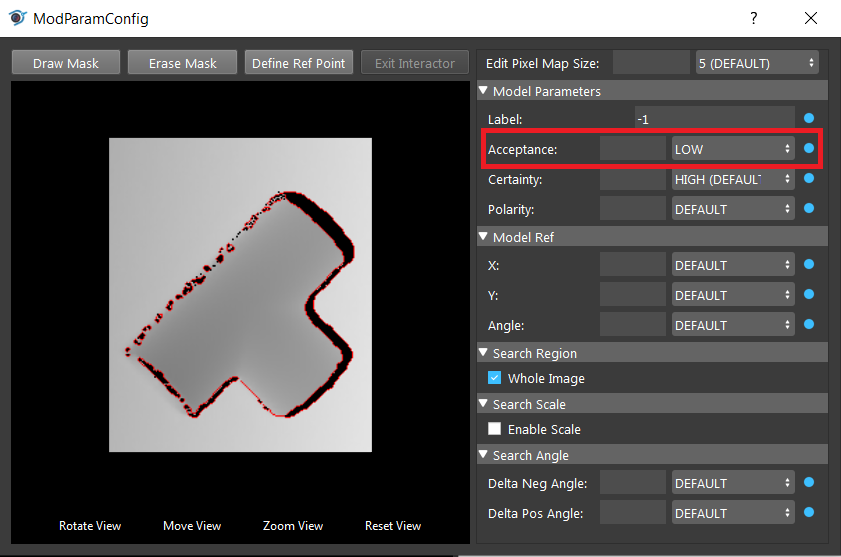 ModParamConfig
?
Draw Mask Erase Mask Define Ref Point Exit Interactor
Edit Pixel Map Size: 5 (DEFAULT)
Model Parameters
Label: -1
Acceptance: LOW
Certainty: HIGH (DEFAUL
Polarity: DEFAULT
Model Ref
X: DEFAULT
Y: DEFAULT
Angle: DEFAULT
Search Region
Whole Image
Search Scale
Enable Scale
Search Angle
Delta Neg Angle: DEFAULT
Delta Pos Angle: DEFAULT
Rotate View Move View Zoom View Reset View